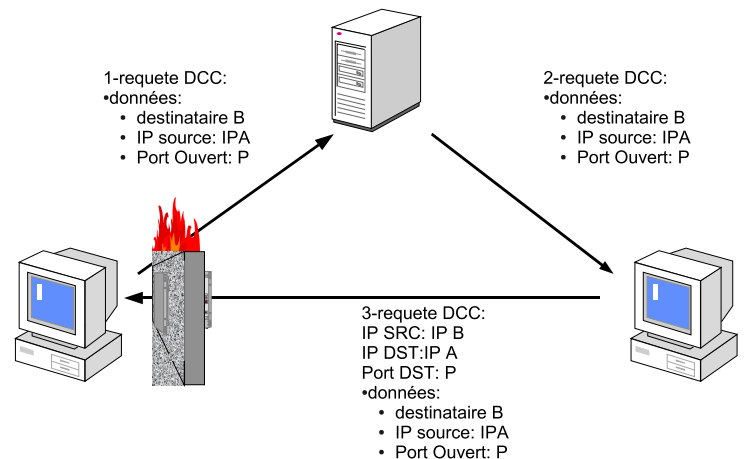 1-requete DCC:
•données:
• destinataire B
• IP source: IPA
• Port Ouvert: P
2-requete DCC:
•données:
• destinataire B
• IP source: IPA
• Port Ouvert: P
3-requete DCC:
IP SRC: IP B
IP DST:IP A
Port DST: P
•données:
• destinataire B
• IP source: IPA
• Port Ouvert: P